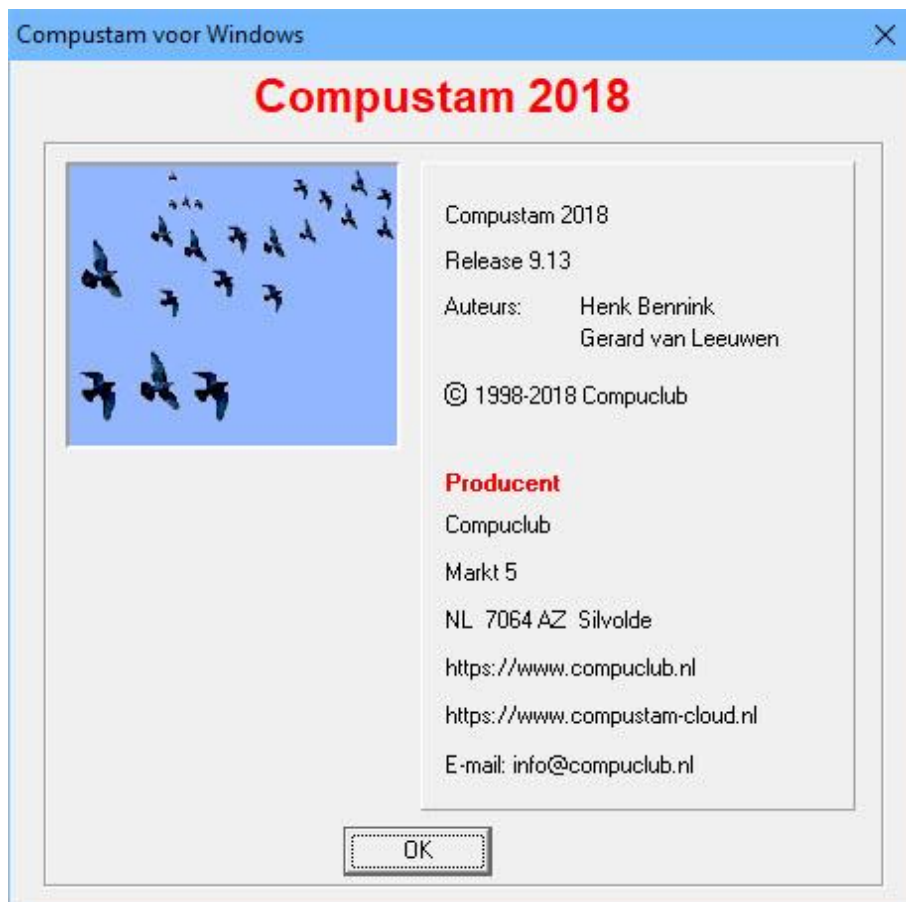 Compustam voor Windows
Compustam 2018
Compustam 2018
Release 9.13
Auteurs: Henk Bennink
Gerard van Leeuwen
© 1998-2018 Compuclub
Producent
Compuclub
Markt 5
NL 7064 AZ Silvolde
https://www.compuclub.nl
https://www.compustam-cloud.nl
E-mail: info@compuclub.nl
OK